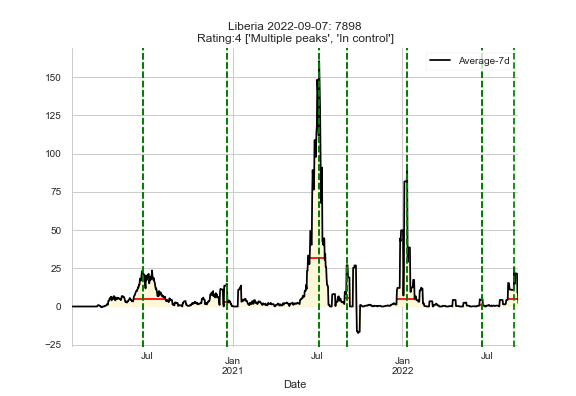 Liberia 2022-09-07: 7898
Rating:4 ['Multiple peaks', 'In control']
Average-7d
150
125
100
75
50
25
0
−25
Jul
Jan
2021
Jul
Jan
2022
Jul
Date